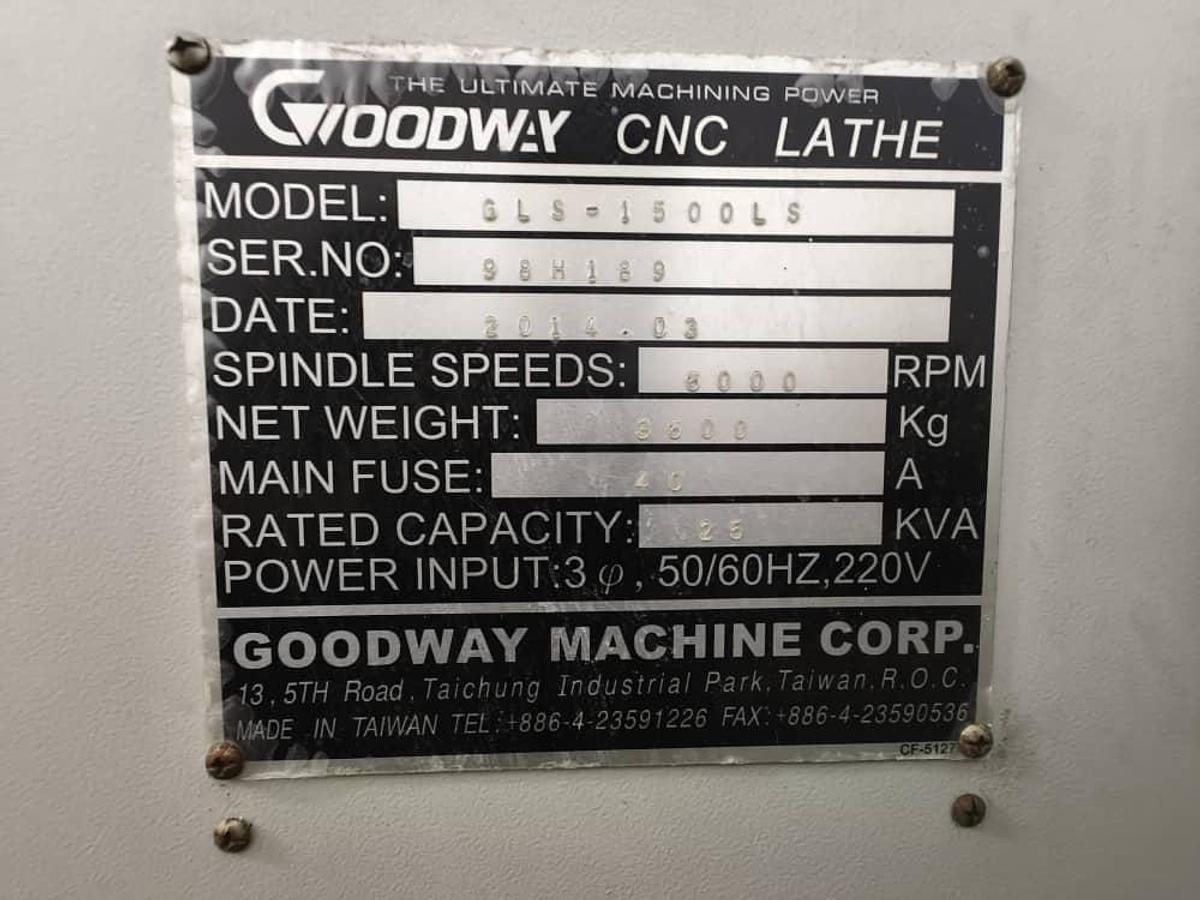 THE ULTIMATE MACHINING POWER
GOODWAY CNC LATHE
MODEL: GLS-1500LS
SER.NO: 98H189
DATE: 2014.03
SPINDLE SPEEDS: RPM
NET WEIGHT: Kg
MAIN FUSE: 40 A
RATED CAPACITY: 25 KVA
POWER INPUT:3 φ, 50/60HZ,220V
GOODWAY MACHINE CORP.
13, 5TH Road, Taichung Industrial Park, Taiwan, R.O.C.
MADE IN TAIWAN TEL:+886-4-23591226 FAX:+886-4-23590536
CF-5127